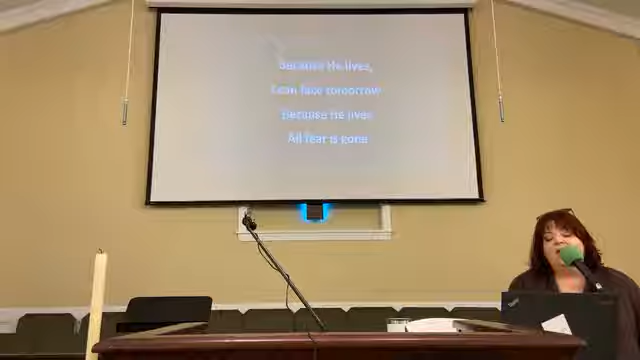 Because He lives,
I can face tomorrow
Because He lives
All fear is gone